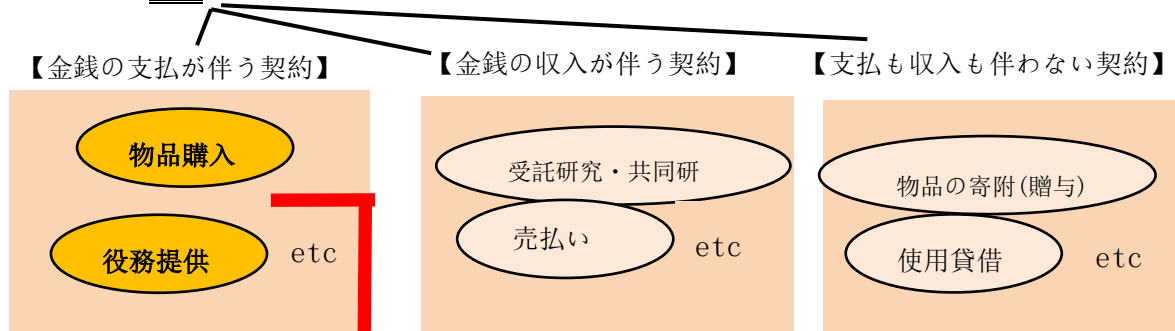 【金銭の支払が伴う契約】
【金銭の収入が伴う契約】
【支払も収入も伴わない契約】
物品購入
役務提供
etc
受託研究・共同研
売払い
etc
物品の寄附(贈与)
使用貸借
etc